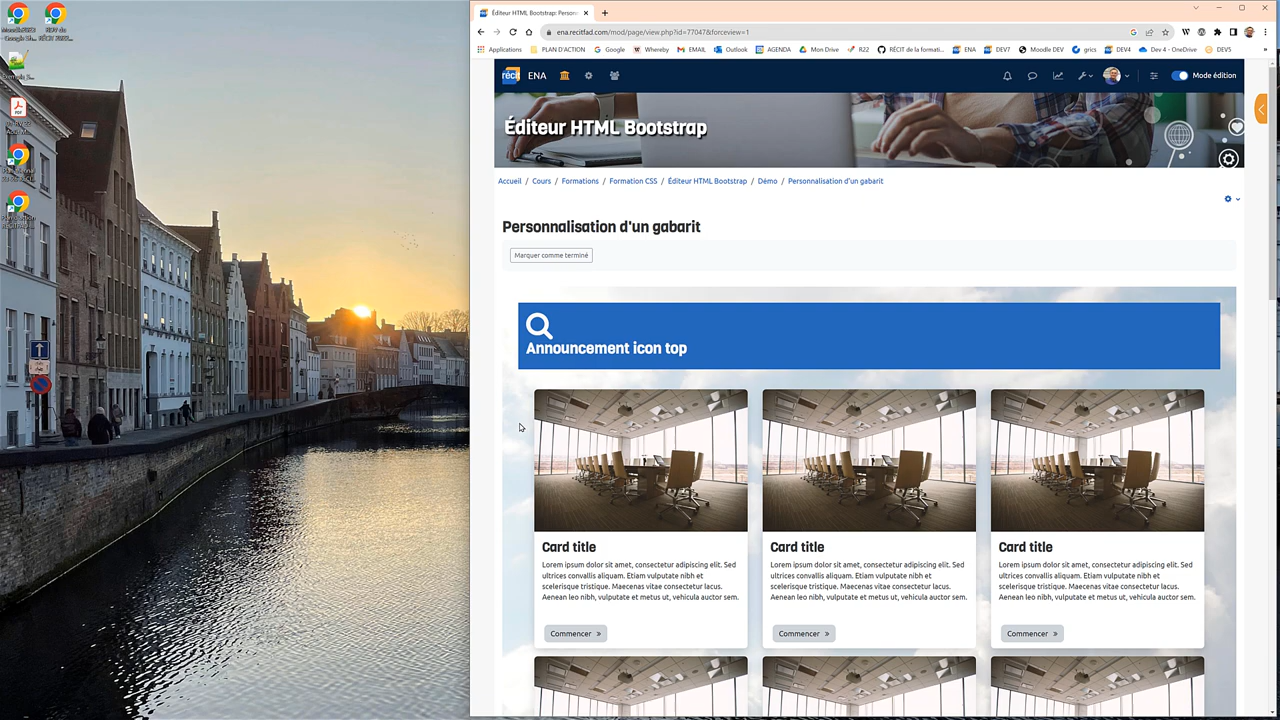 Éditeur HTML Bootstrap: Person
ena.recitfad.com/mod/page/view.php?id=77047&forceview=1
Applications
PLAN D'ACTION
Google
Whereby
EMAIL
Outlook
AGENDA
Mon Drive
R22
RÉCIT de la formati...
ENA
DEV7
Moodle DEV
grics
DEV4
Dev 4 - OneDrive
DEV5
»
récit
ENA
Mode édition
Éditeur HTML Bootstrap
Accueil / Cours / Formations / Formation CSS / Éditeur HTML Bootstrap / Démo / Personnalisation d'un gabarit
Personnalisation d'un gabarit
Marquer comme terminé
Announcement icon top
Card title
Lorem ipsum dolor sit amet, consectetur adipiscing elit. Sed
ultrices convallis aliquam. Etiam vulputate nibh et
scelerisque tristique. Maecenas vitae consectetur lacus.
Aenean leo nibh, vulputate et metus ut, vehicula auctor sem.
Commencer »
Card title
Lorem ipsum dolor sit amet, consectetur adipiscing elit. Sed
ultrices convallis aliquam. Etiam vulputate nibh et
scelerisque tristique. Maecenas vitae consectetur lacus.
Aenean leo nibh, vulputate et metus ut, vehicula auctor sem.
Commencer »
Card title
Lorem ipsum dolor sit amet, consectetur adipiscing elit. Sed
ultrices convallis aliquam. Etiam vulputate nibh et
scelerisque tristique. Maecenas vitae consectetur lacus.
Aenean leo nibh, vulputate et metus ut, vehicula auctor sem.
Commencer »